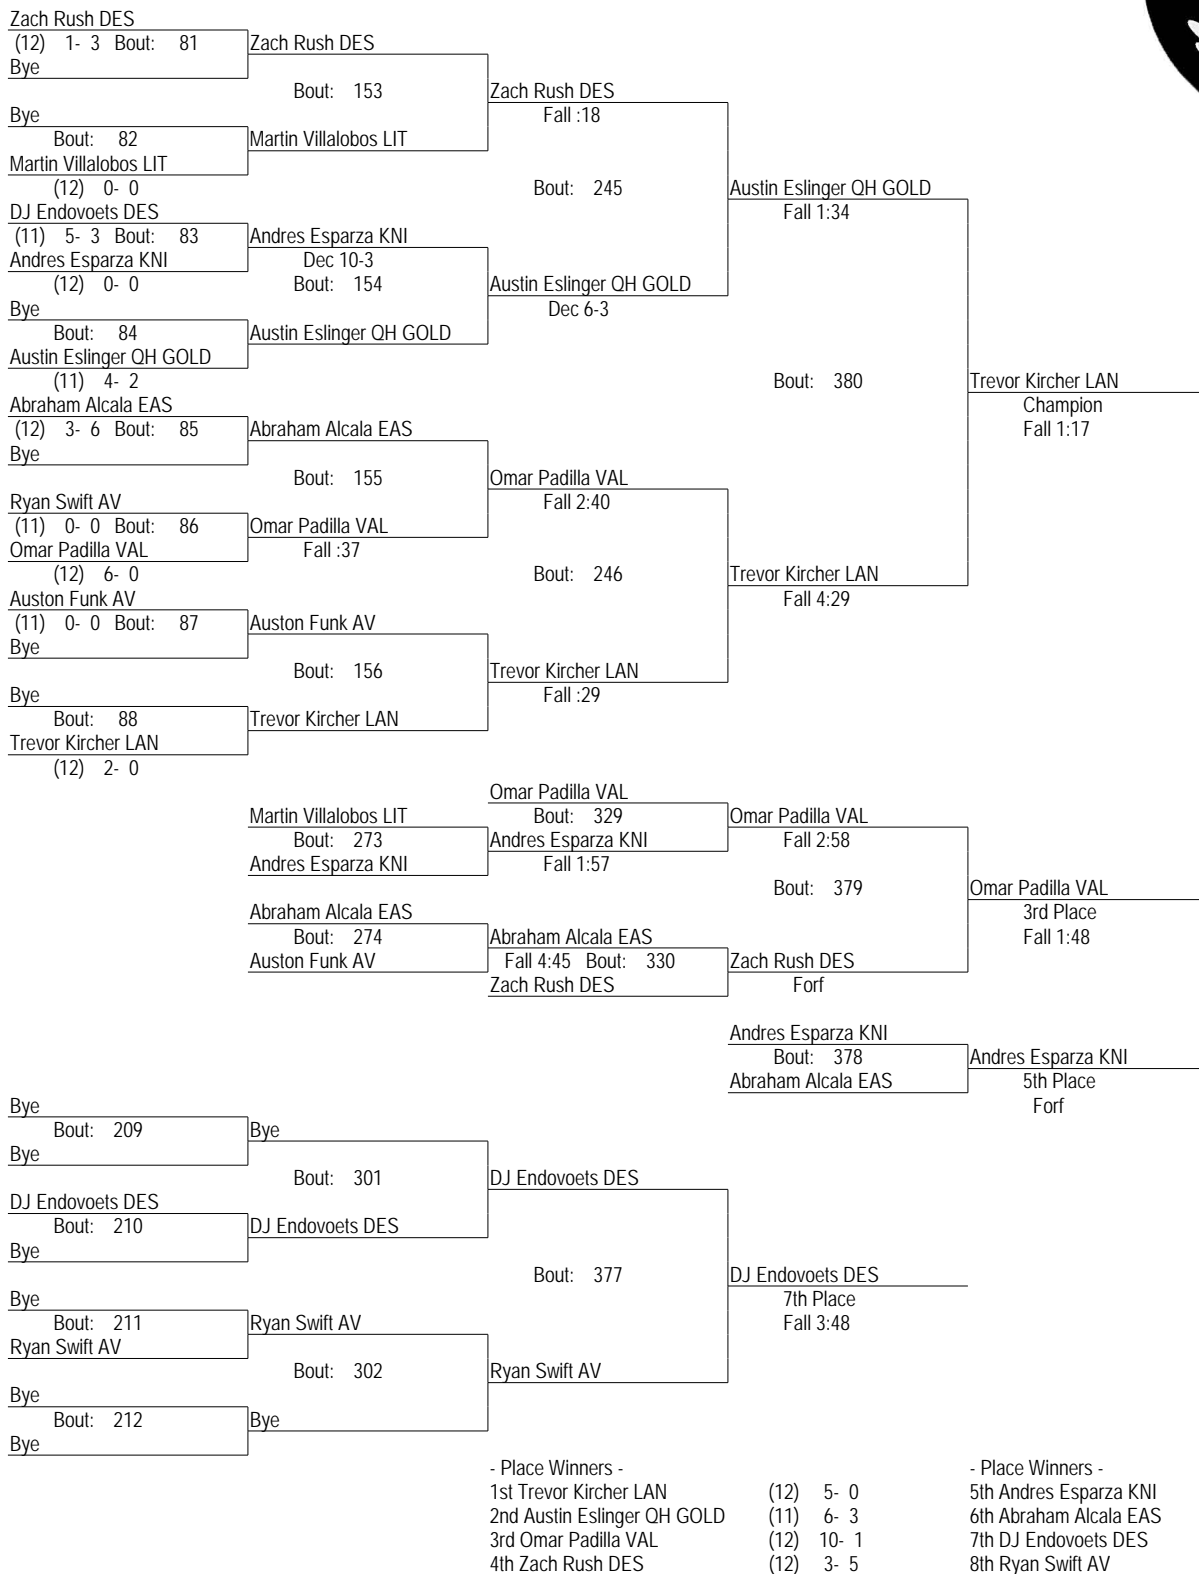 Zach Rush DES
(12) 1- 3 Bout: 81
Bye
Zach Rush DES
Bout: 153
Bye
Bout: 82
Martin Villalobos LIT
(12) 0- 0
Martin Villalobos LIT
Zach Rush DES
Fall :18
Bout: 245
DJ Endovoets DES
(11) 5- 3 Bout: 83
Andres Esparza KNI
(12) 0- 0
Andres Esparza KNI
Dec 10-3
Bout: 154
Bye
Bout: 84
Austin Eslinger QH GOLD
(11) 4- 2
Austin Eslinger QH GOLD
Austin Eslinger QH GOLD
Dec 6-3
Austin Eslinger QH GOLD
Fall 1:34
Bout: 380
Abraham Alcala EAS
(12) 3- 6 Bout: 85
Bye
Abraham Alcala EAS
Bout: 155
Ryan Swift AV
(11) 0- 0 Bout: 86
Omar Padilla VAL
(12) 6- 0
Omar Padilla VAL
Fall :37
Omar Padilla VAL
Fall 2:40
Bout: 246
Auston Funk AV
(11) 0- 0 Bout: 87
Bye
Auston Funk AV
Bout: 156
Bye
Bout: 88
Trevor Kircher LAN
(12) 2- 0
Trevor Kircher LAN
Trevor Kircher LAN
Fall :29
Trevor Kircher LAN
Fall 4:29
Trevor Kircher LAN
Champion
Fall 1:17
Martin Villalobos LIT
Bout: 273
Andres Esparza KNI
Omar Padilla VAL
Bout: 329
Andres Esparza KNI
Fall 1:57
Omar Padilla VAL
Fall 2:58
Bout: 379
Abraham Alcala EAS
Bout: 274
Auston Funk AV
Abraham Alcala EAS
Fall 4:45 Bout: 330
Zach Rush DES
Zach Rush DES
Forf
Omar Padilla VAL
3rd Place
Fall 1:48
Andres Esparza KNI
Bout: 378
Abraham Alcala EAS
Andres Esparza KNI
5th Place
Forf
Bye
Bout: 209
Bye
Bye
Bout: 301
DJ Endovoets DES
Bout: 210
Bye
DJ Endovoets DES
DJ Endovoets DES
Bout: 377
Bye
Bout: 211
Ryan Swift AV
Ryan Swift AV
Bout: 302
Bye
Bout: 212
Bye
Bye
Ryan Swift AV
DJ Endovoets DES
7th Place
Fall 3:48
- Place Winners -
1st Trevor Kircher LAN (12) 5- 0
2nd Austin Eslinger QH GOLD (11) 6- 3
3rd Omar Padilla VAL (12) 10- 1
4th Zach Rush DES (12) 3- 5
- Place Winners -
5th Andres Esparza KNI
6th Abraham Alcala EAS
7th DJ Endovoets DES
8th Ryan Swift AV